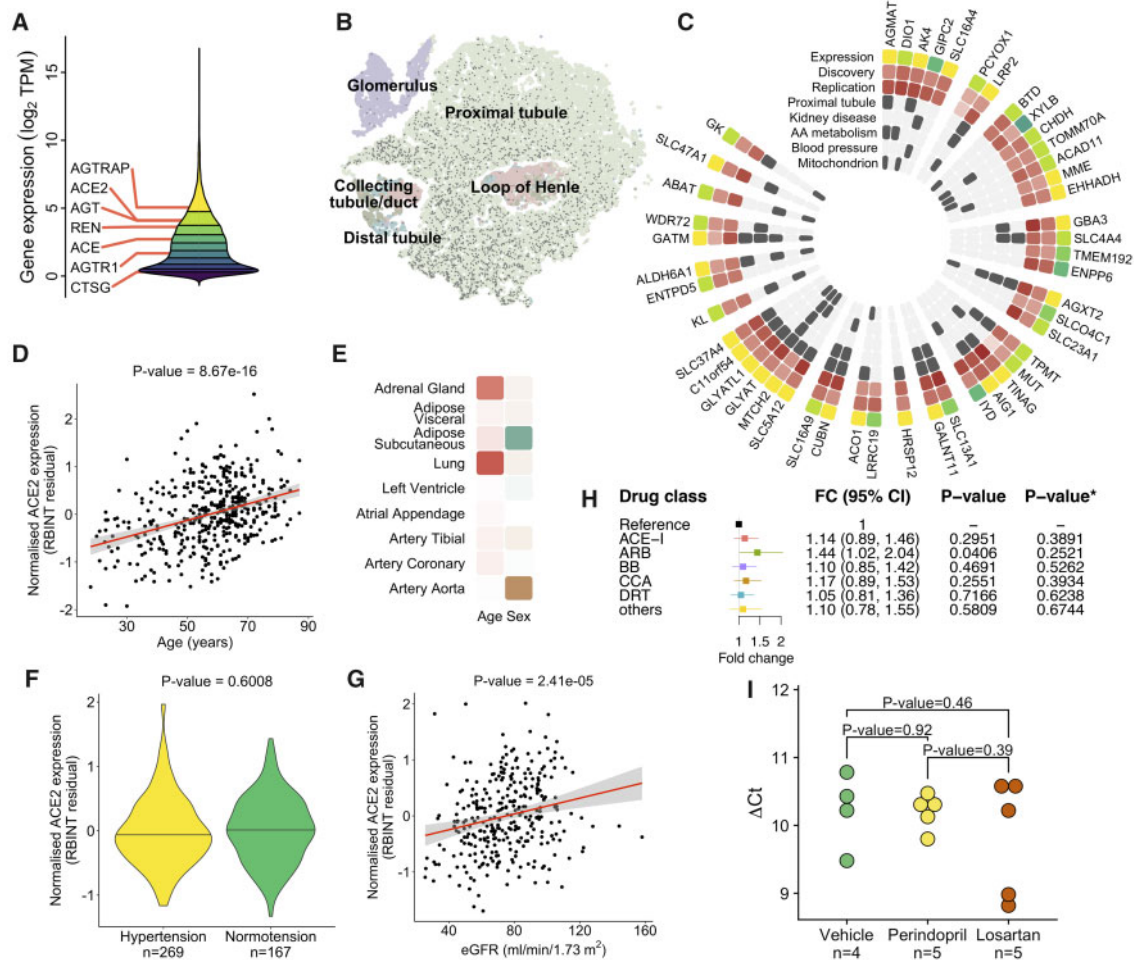 A
Gene expression (log2 TPM)
15
10
5
0
AGTRAP
ACE2
AGT
REN
ACE
AGTR1
CTSG
B
Glomerulus
Proximal tubule
Collecting
tubule/duct
Loop of Henle
Distal tubule
C
Expression
Discovery
Replication
Proximal tubule
Kidney disease
AA metabolism
Blood pressure
Mitochondrion
AGMAT
DIO1
AK4
GIPC2
SLC16A4
PCYOX1
LRP2
BTD
XYLB
CHDH
TOMM70A
ACAD11
MME
EHHADH
GBA3
SLC4A4
TMEM192
ENPP6
AGXT2
SLCO4C1
SLC23A1
TPMT
MUT
TINAG
AIG1
IYD
SLC13A1
GALNT11
HRSP12
LRRC19
ACO1
CUBN
SLC16A9
SLC5A12
MTCH2
GLYAT
GLYATL1
C11orf54
SLC37A4
KL
ENTPD5
ALDH6A1
GATM
WDR72
ABAT
SLC47A1
GK
D
P-value = 8.67e-16
Normalised ACE2 expression
(RBINT residual)
2
1
0
-1
-2
30 50 70 90
Age (years)
E
Adrenal Gland
Adipose
Visceral
Adipose
Subcutaneous
Lung
Left Ventricle
Atrial Appendage
Artery Tibial
Artery Coronary
Artery Aorta
Age Sex
H Drug class FC (95% CI) P-value P-value*
Reference 1 – –
ACE-I 1.14 (0.89, 1.46) 0.2951 0.3891
ARB 1.44 (1.02, 2.04) 0.0406 0.2521
BB 1.10 (0.85, 1.42) 0.4691 0.5262
CCA 1.17 (0.89, 1.53) 0.2551 0.3934
DRT 1.05 (0.81, 1.36) 0.7166 0.6238
others 1.10 (0.78, 1.55) 0.5809 0.6744
1 1.5 2
Fold change
F
P-value = 0.6008
Normalised ACE2 expression
(RBINT residual)
2
1
0
-1
Hypertension Normotension
n=269 n=167
G
P-value = 2.41e-05
Normalised ACE2 expression
(RBINT residual)
2
1
0
-1
40 80 120 160
eGFR (ml/min/1.73 m²)
I
12
11
10
9
ΔCt
P-value=0.46
P-value=0.92
P-value=0.39
Vehicle Perindopril Losartan
n=4 n=5 n=5